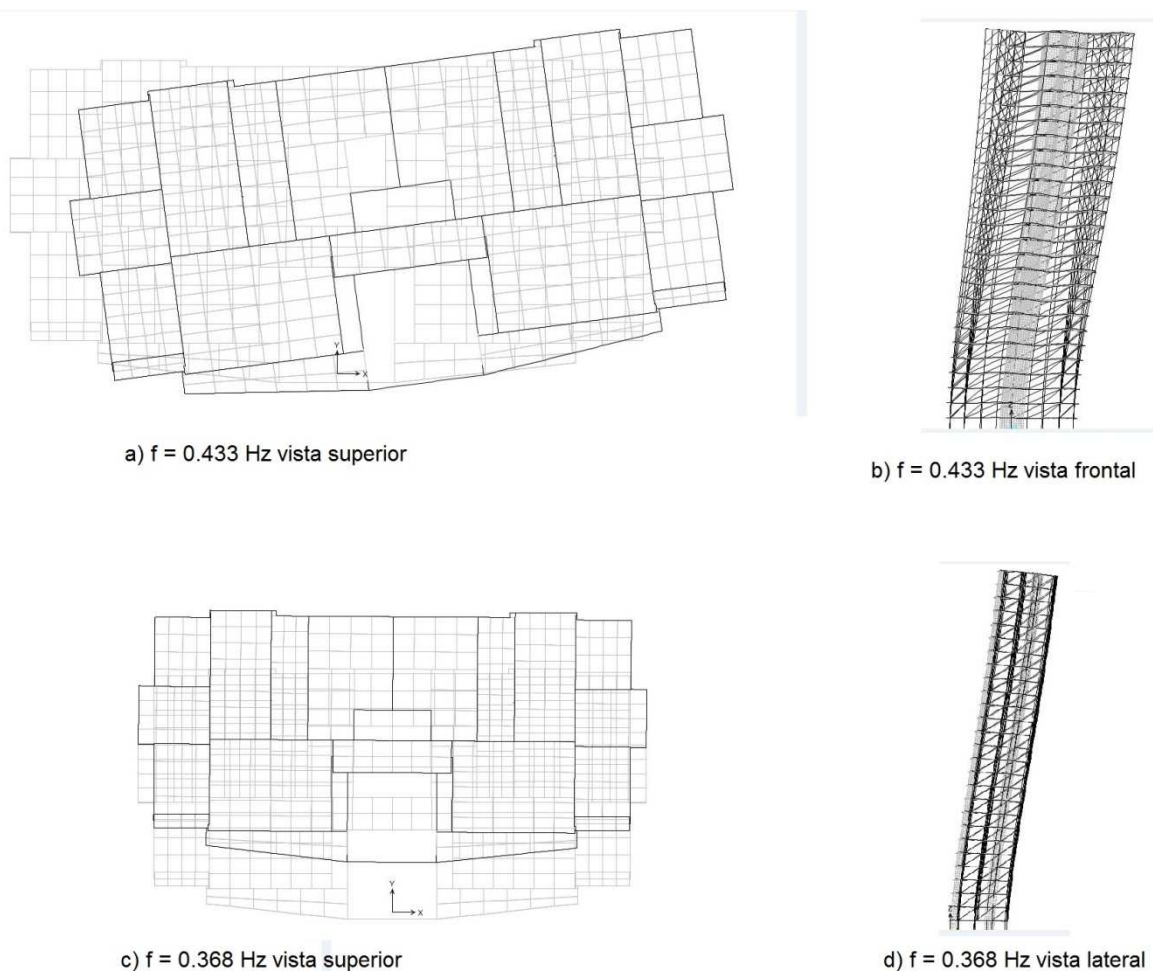 Y
X
a) f = 0.433 Hz vista superior
Z
b) f = 0.433 Hz vista frontal
Y
X
c) f = 0.368 Hz vista superior
Z
d) f = 0.368 Hz vista lateral